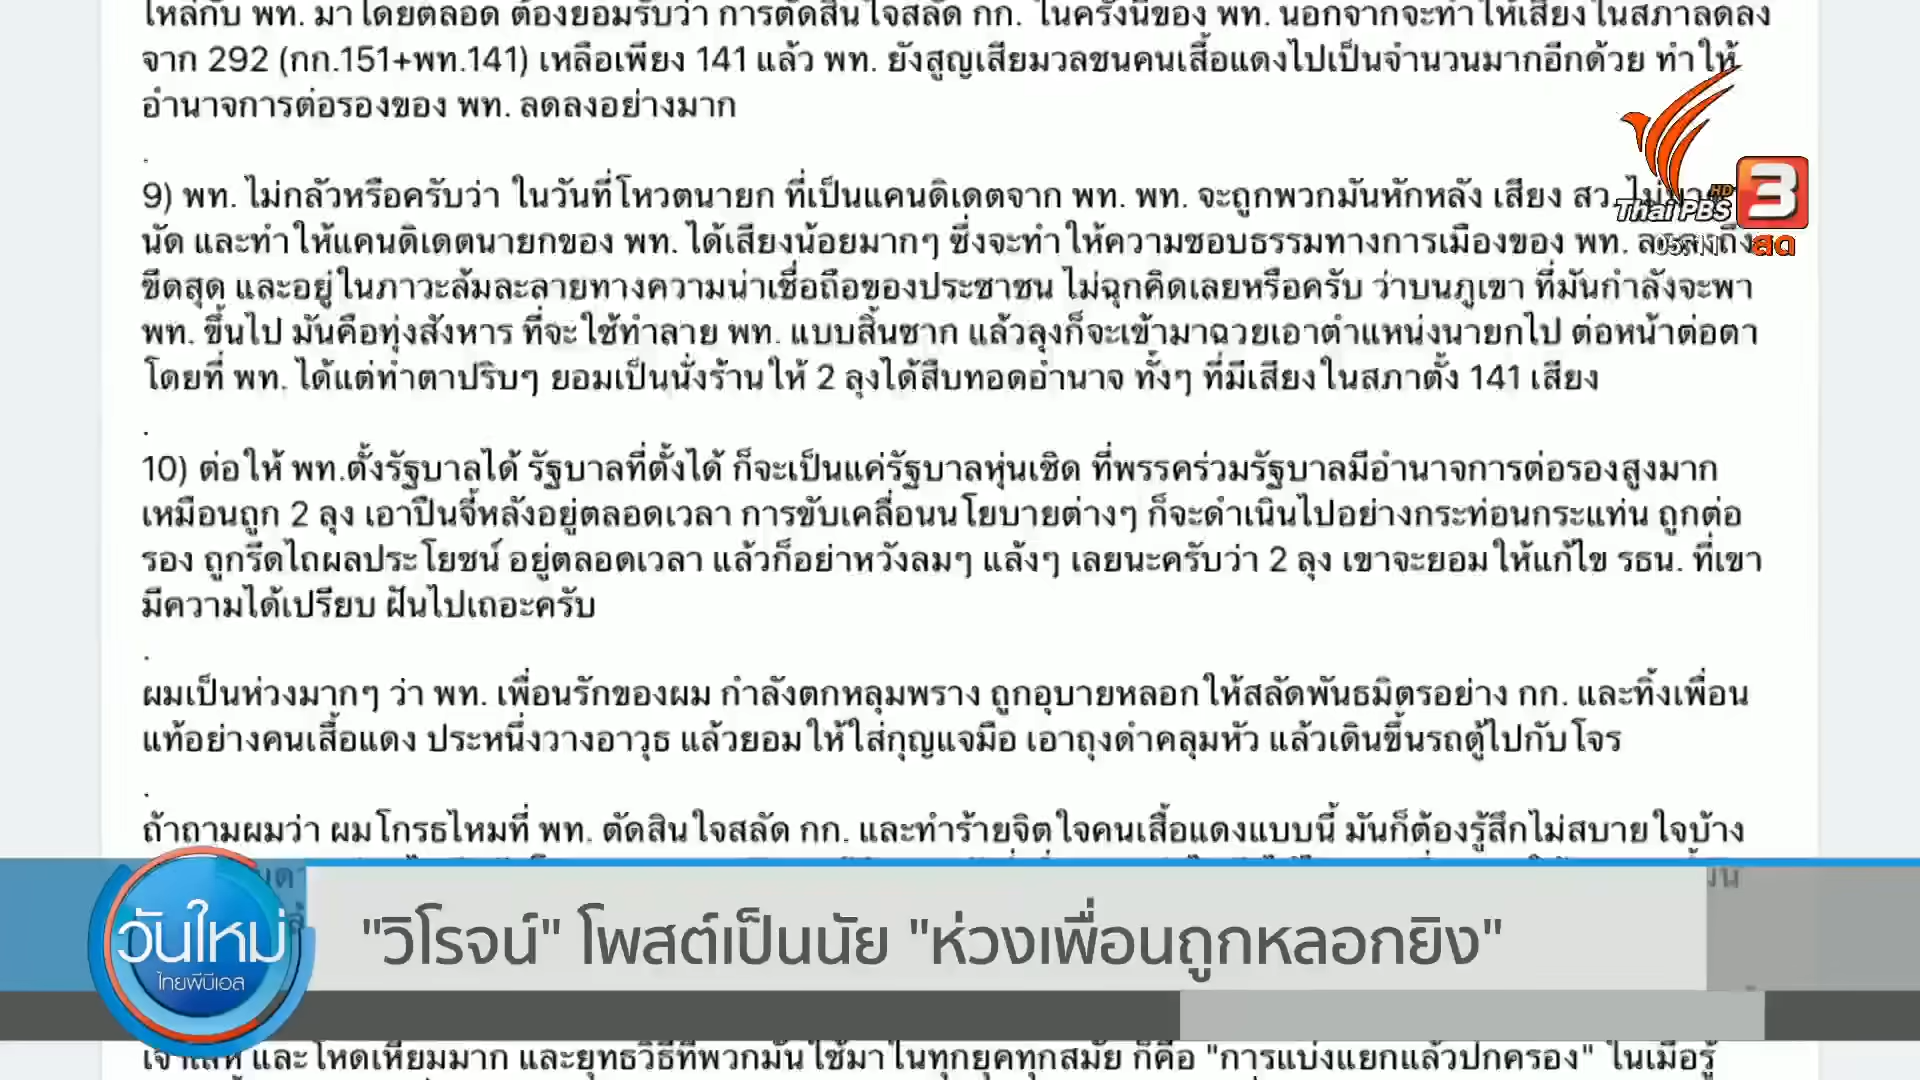 ไหล่กับ พท. มาโดยตลอด ต้องยอมรับว่า การตัดสินใจสลัด กก. ในครั้งนี้ของ พท. นอกจากจะทำให้เสียงในสภาลดลง
จาก 292 (กก.151+พท.141) เหลือเพียง 141 แล้ว พท. ยังสูญเสียมวลชนคนเสื้อแดงไปเป็นจำนวนมากอีกด้วย ทำให้
อำนาจการต่อรองของ พท. ลดลงอย่างมาก
.
9) พท. ไม่กลัวหรือครับว่า ในวันที่โหวตนายก ที่เป็นแคนดิเดตจาก พท. พท. จะถูกพวกมันหักหลัง เสียง สว.
นัด และทำให้แคนดิเดตนายกของ พท. ได้เสียงน้อยมากๆ ซึ่งจะทำให้ความชอบธรรมทางการเมืองของ พท.
ขีดสุด และอยู่ในภาวะล้มละลายทางความน่าเชื่อถือของประชาชน ไม่ฉุกคิดเลยหรือครับ ว่าบนภูเขา ที่มันกำลังจะพา
พท. ขึ้นไป มันคือทุ่งสังหาร ที่จะใช้ทำลาย พท. แบบสิ้นซาก แล้วลุงก็จะเข้ามาฉวยเอาตำแหน่งนายกไป ต่อหน้าต่อตา
โดยที่ พท. ได้แต่ทำตาปริบๆ ยอมเป็นนั่งร้านให้ 2 ลุงได้สืบทอดอำนาจ ทั้งๆ ที่มีเสียงในสภาตั้ง 141 เสียง
.
10) ต่อให้ พท.ตั้งรัฐบาลได้ รัฐบาลที่ตั้งได้ ก็จะเป็นแค่รัฐบาลหุ่นเชิด ที่พรรคร่วมรัฐบาลมีอำนาจการต่อรองสูงมาก
เหมือนถูก 2 ลุง เอาปืนจี้หลังอยู่ตลอดเวลา การขับเคลื่อนนโยบายต่างๆ ก็จะดำเนินไปอย่างกระท่อนกระแท่น ถูกต่อ
รอง ถูกรีดไถผลประโยชน์ อยู่ตลอดเวลา แล้วก็อย่าหวังลมๆ แล้งๆ เลยนะครับว่า 2 ลุง เขาจะยอมให้แก้ไข รธน. ที่เขา
มีความได้เปรียบ ฝันไปเถอะครับ
.
ผมเป็นห่วงมากๆ ว่า พท. เพื่อนรักของผม กำลังตกหลุมพราง ถูกอุบายหลอกให้สลัดพันธมิตรอย่าง กก. และทิ้งเพื่อน
แท้อย่างคนเสื้อแดง ประหนึ่งวางอาวุธ แล้วยอมให้ใส่กุญแจมือ เอาถุงดำคลุมหัว แล้วเดินขึ้นรถตู้ไปกับโจร
.
ถ้าถามผมว่า ผมโกรธไหมที่ พท. ตัดสินใจสลัด กก. และทำร้ายจิตใจคนเสื้อแดงแบบนี้ มันก็ต้องรู้สึกไม่สบายใจบ้าง
HD
Thai PBS 3
สด
วันใหม่
ไทยพีบีเอส
"วิโรจน์" โพสต์เป็นนัย "ห่วงเพื่อนถูกหลอกยิง"
เจ้าเล่ห์ และโหดเหี้ยมมาก และยุทธวิธีที่พวกมันใช้มาในทุกยุคทุกสมัย ก็คือ "การแบ่งแยกแล้วปกครอง" ในเมื่อรู้